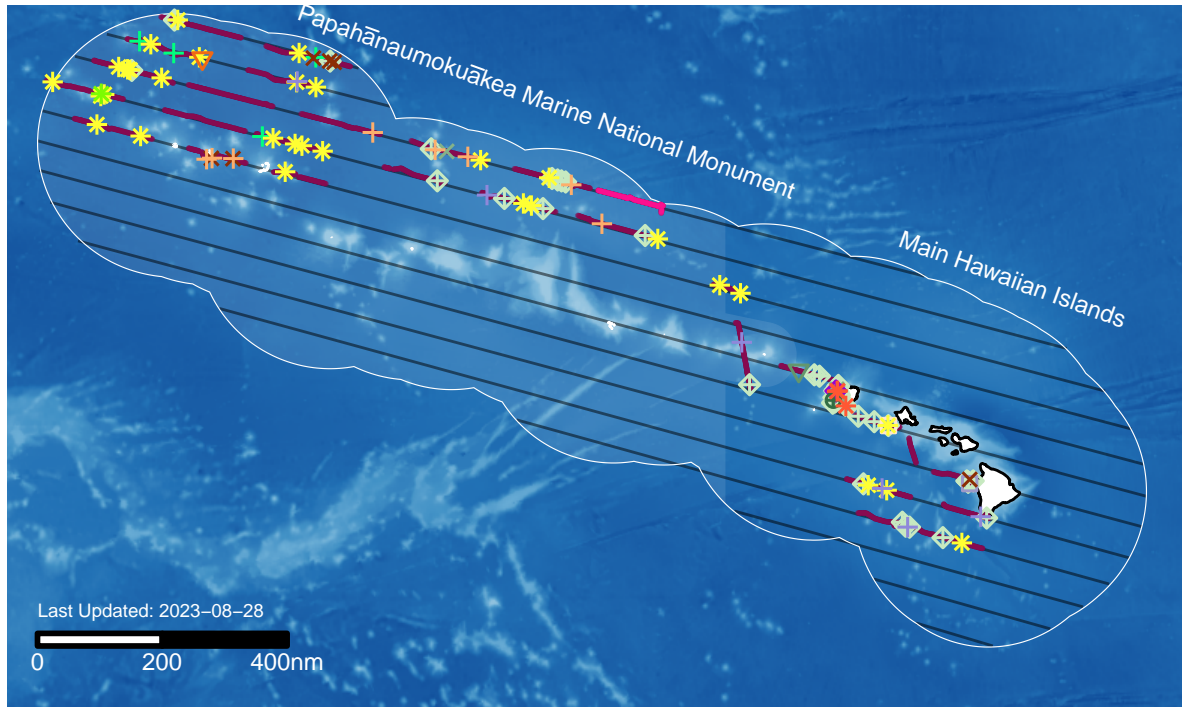 Papahānaumokuākea Marine National Monument
Main Hawaiian Islands
Last Updated: 2023−08−28
0 200 400nm